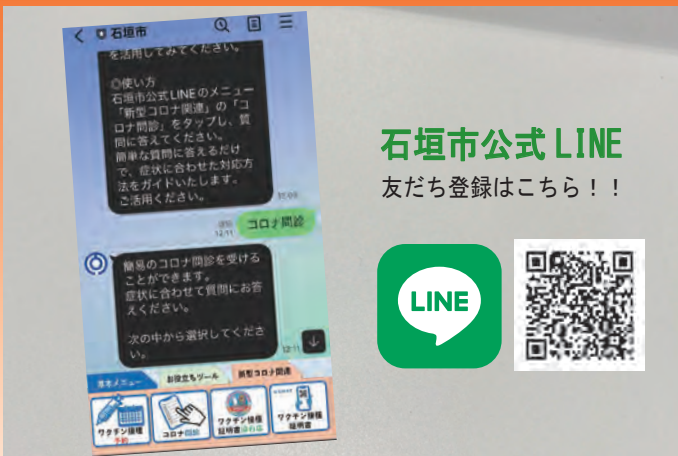 石垣市
を活用してみてください。
◎使い方
石垣市公式LINEのメニュー
「新型コロナ関連」の「コ
ロナ問診」をタップし、質
問に答えてください。
簡単な質問に答えるだけ
で、症状に合わせた対応方
法をガイドいたします。
ご活用ください。
コロナ問診
12:11
簡易のコロナ問診を受ける
ことができます。
症状に合わせて質問にお答
えください。
次の中から選択してくださ
い。
12:11
基本メニュー
お役立ちツール
新型コロナ関連
ワクチン接種
予約
コロナ問診
ワクチン接種
ワクチン接種
証明書
石垣市公式 LINE
友だち登録はこちら！！
LINE